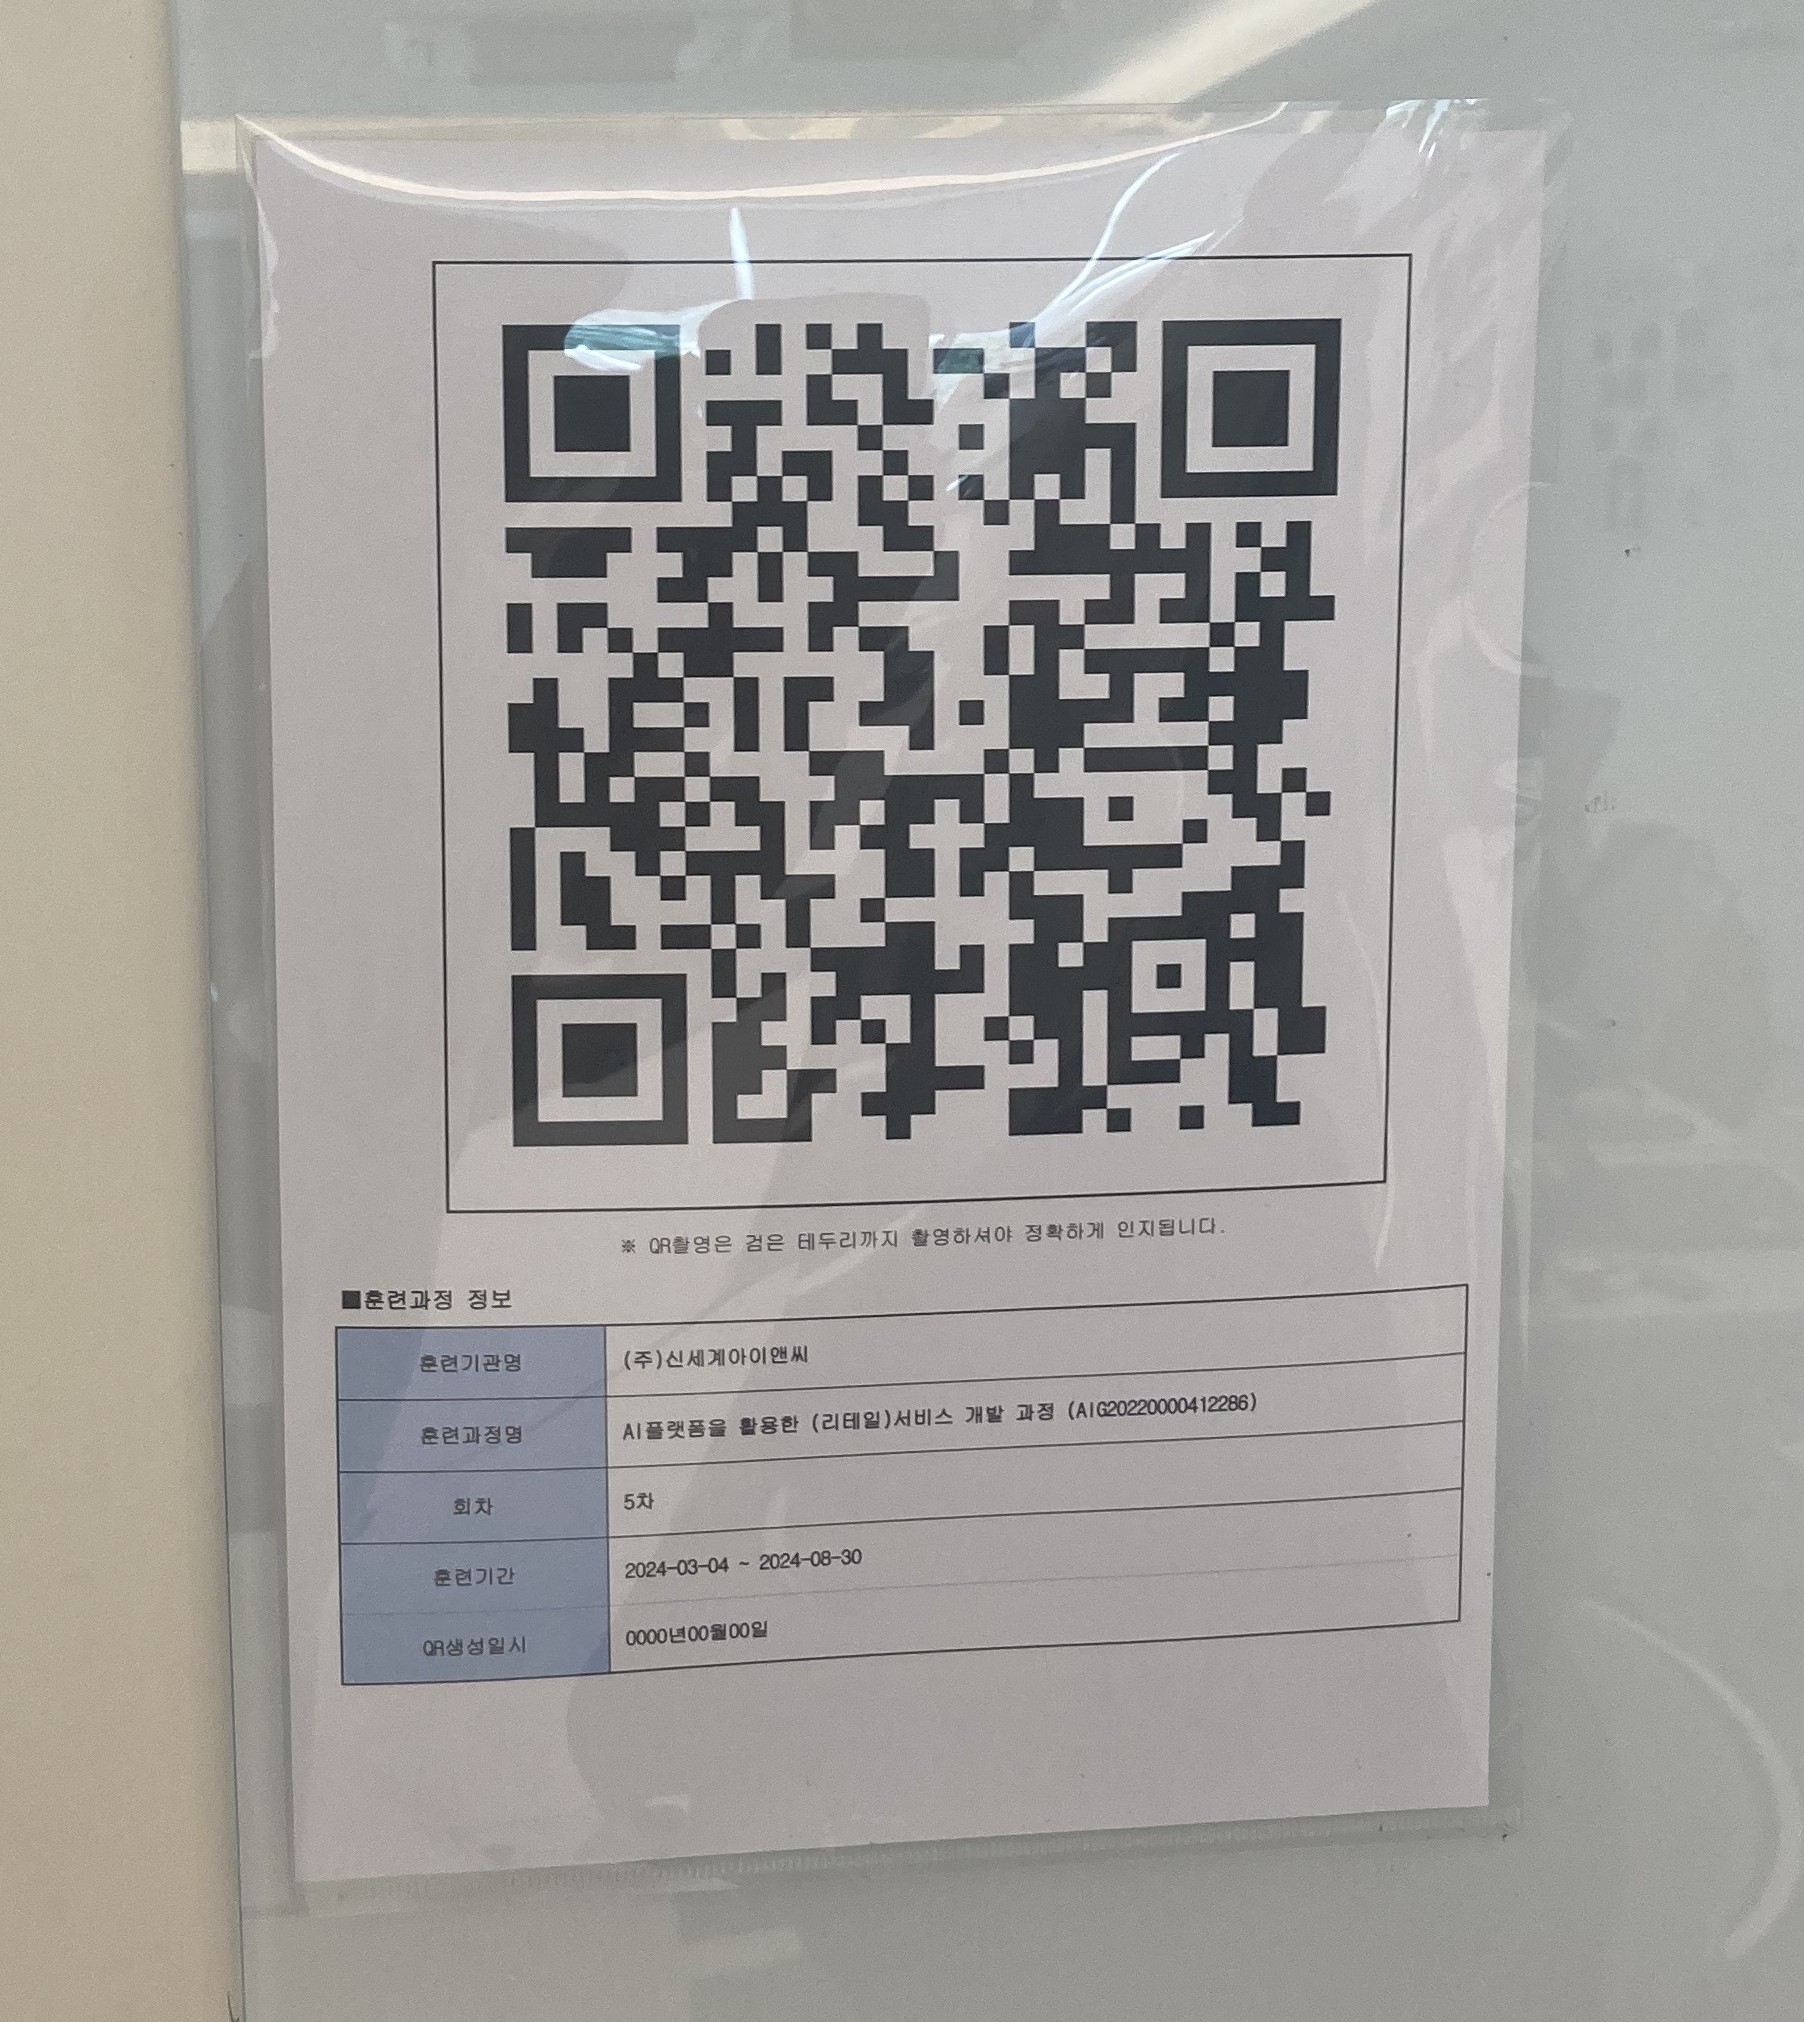 ※ QR촬영은 검은 테두리까지 촬영하셔야 정확하게 인지됩니다.
■훈련과정 정보
훈련기관명 (주)신세계아이앤씨
훈련과정명 AI플랫폼을 활용한 (리테일)서비스 개발 과정 (AIG20220000412286)
회차 5차
훈련기간 2024-03-04 ~ 2024-08-30
QR생성일시 0000년00월00일